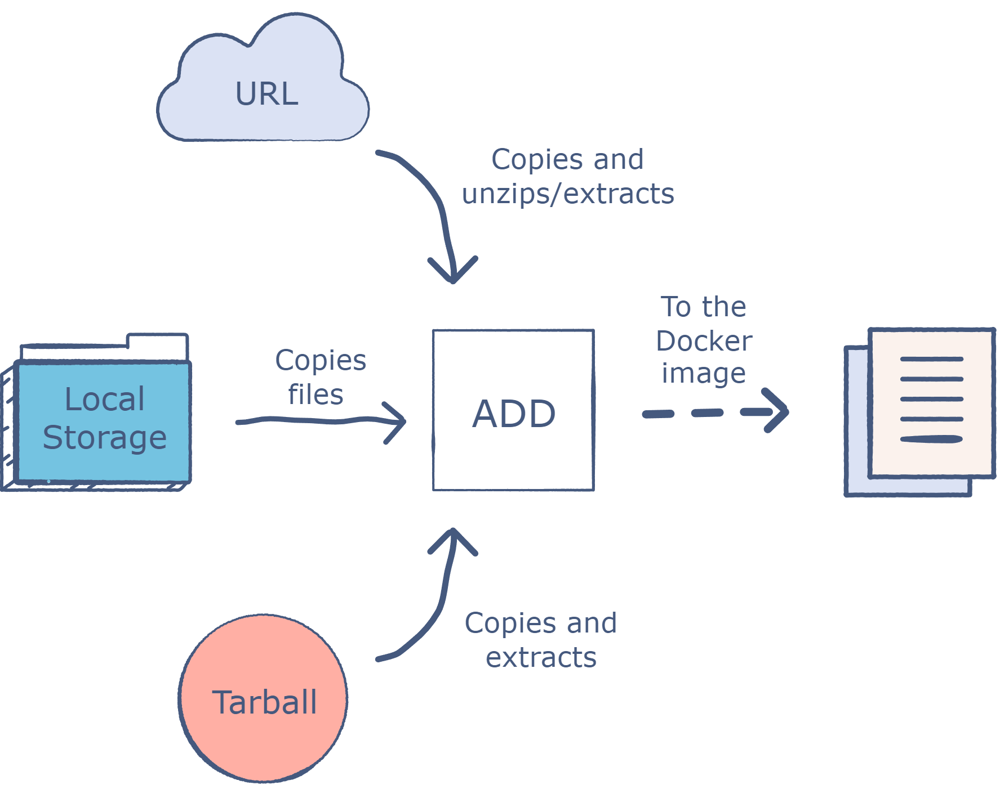 URL
Copies and
unzips/extracts
To the
Docker
image
Copies
files
Local
Storage
ADD
Copies and
extracts
Tarball